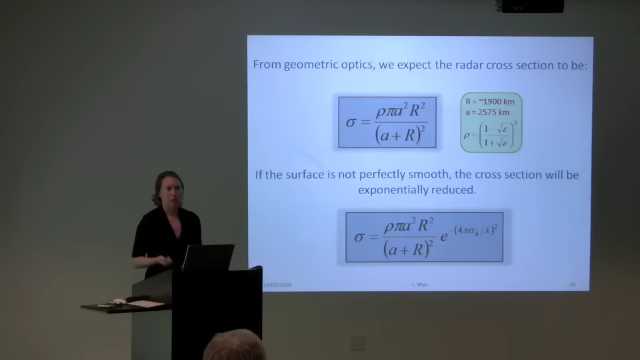 From geometric optics, we expect the radar cross section to be:
σ = ρπa²R² / (a + R)²
R = ~1900 km
a = 2575 km
ρ = ((1 - √ε) / (1 + √ε))²
If the surface is not perfectly smooth, the cross section will be
exponentially reduced.
σ = ρπa²R² / (a + R)² e^(4πσₕ/λ)²